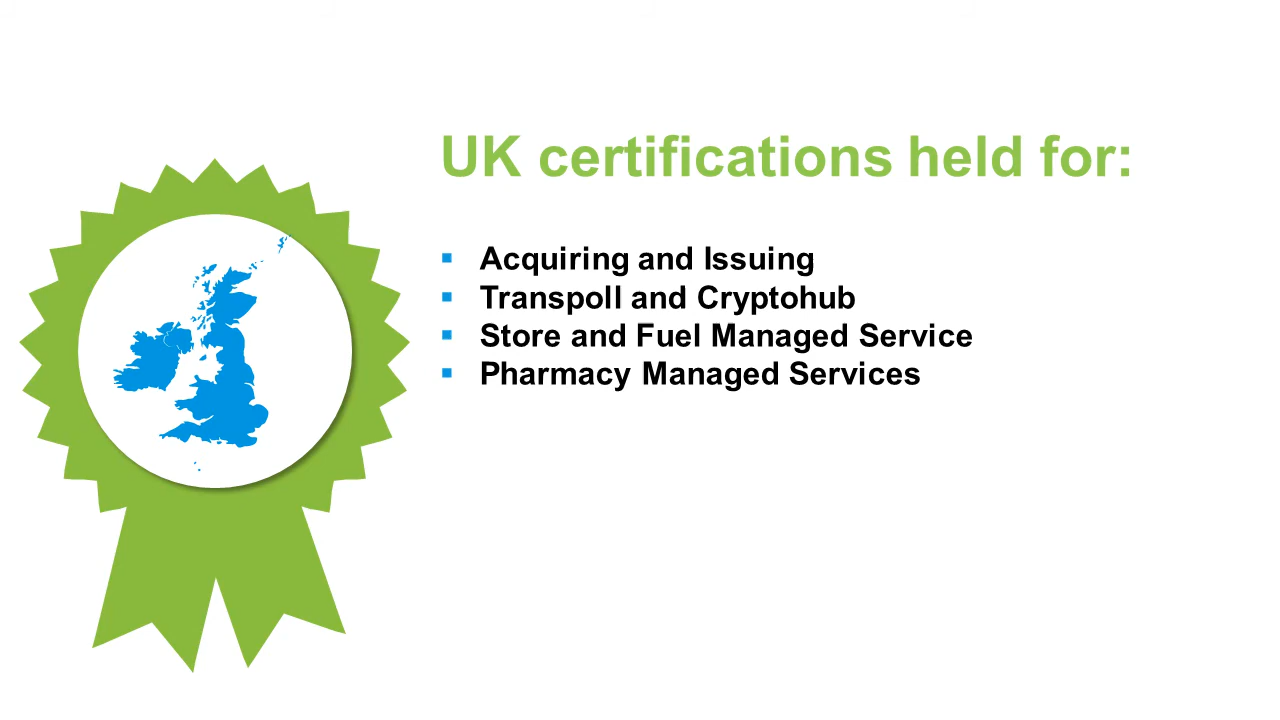 UK certifications held for:
▪ Acquiring and Issuing
▪ Transpoll and Cryptohub
▪ Store and Fuel Managed Service
▪ Pharmacy Managed Services